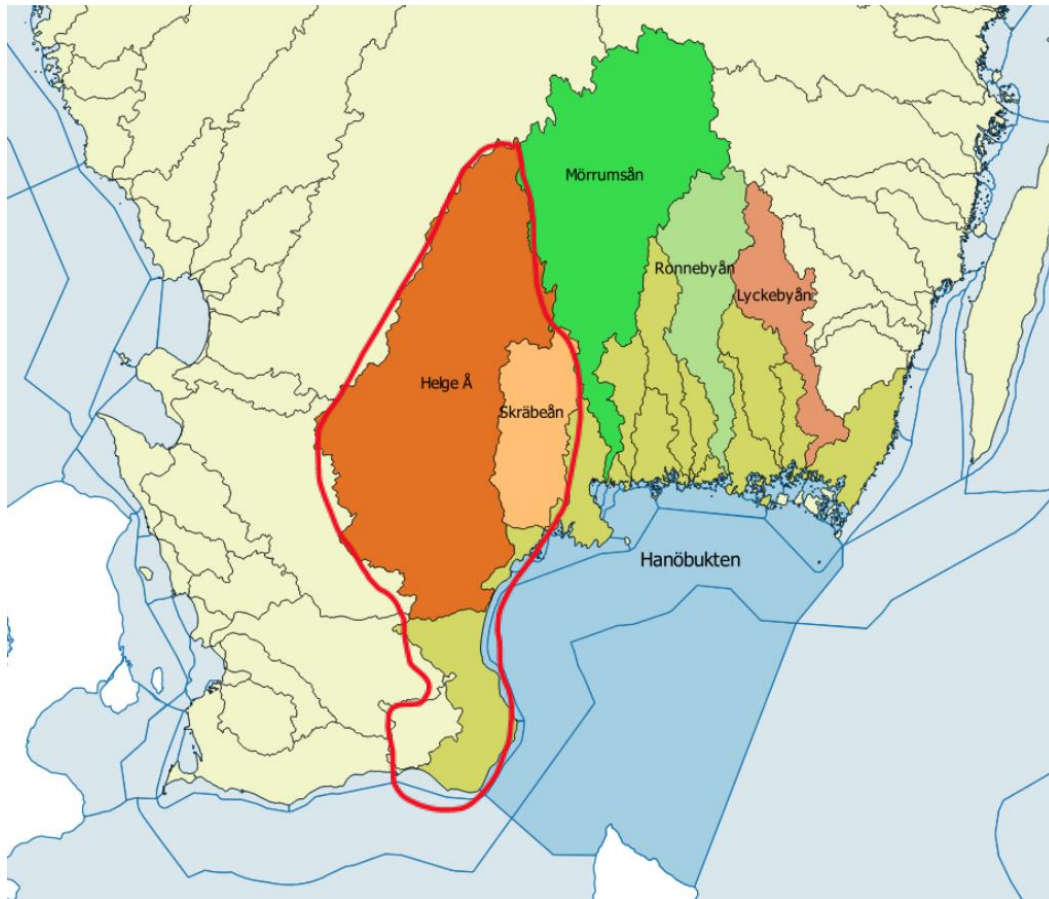 Mörrumsån
Ronnebyån
Lyckebyån
Helge Å
Skräbeån
Hanöbukten